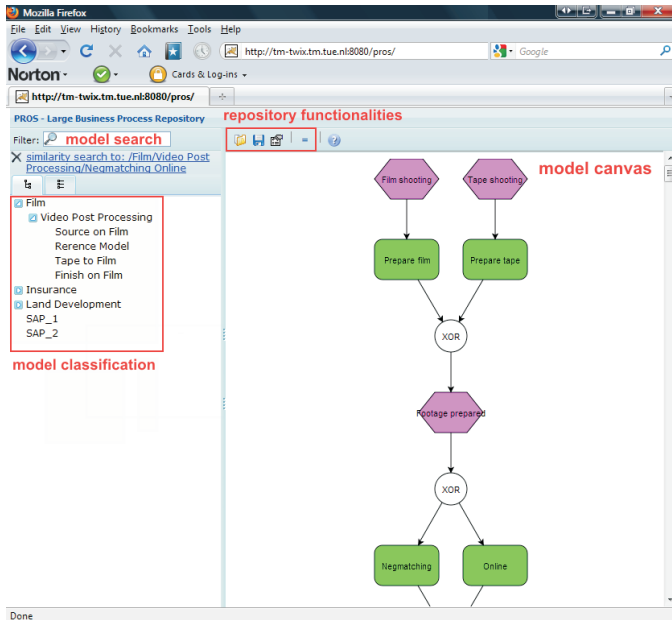 Mozilla Firefox
File Edit View History Bookmarks Tools Help
http://tm-twix.tm.tue.nl:8080/pros/
Google
Norton
Cards & Log-ins
http://tm-twix.tm.tue.nl:8080/pros/
PROS - Large Business Process Repository
repository functionalities
Filter: model search
similarity search to: /Film/Video Post
Processing/Negmatching Online
model canvas
Film
Video Post Processing
Source on Film
Rerence Model
Tape to Film
Finish on Film
Insurance
Land Development
SAP_1
SAP_2
model classification
Film shooting
Tape shooting
Prepare film
Prepare tape
XOR
Footage prepared
XOR
Negmatching
Online
Done